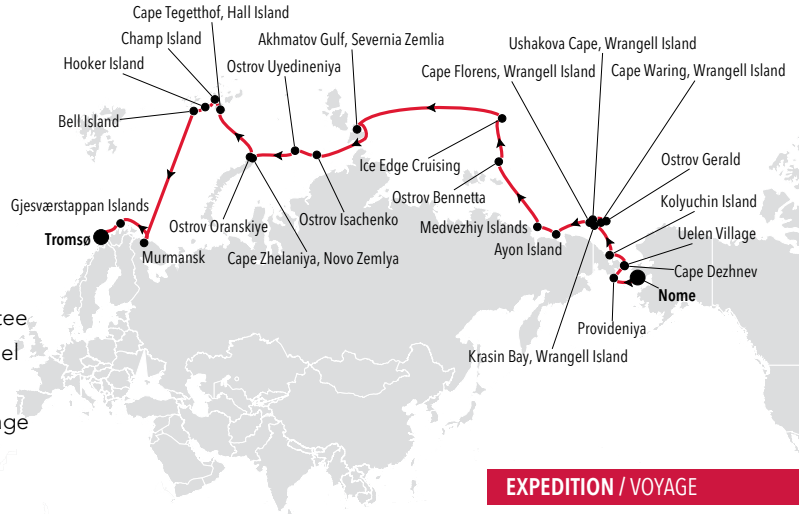 Cape Tegetthof, Hall Island
Champ Island
Akhmatov Gulf, Severnia Zemlia
Ushakova Cape, Wrangell Island
Hooker Island
Ostrov Uyedineniya
Cape Florens, Wrangell Island
Cape Waring, Wrangell Island
Bell Island
Ice Edge Cruising
Ostrov Gerald
Ostrov Bennetta
Kolyuchin Island
Gjesværstappan Islands
Ostrov Oranskiye
Ostrov Isachenko
Medvezhiy Islands
Uelen Village
Tromsø
Murmansk
Cape Zhelaniya, Novo Zemlya
Ayon Island
Cape Dezhnev
Nome
Provideniya
Krasin Bay, Wrangell Island
tee
el
ge
EXPEDITION / VOYAGE